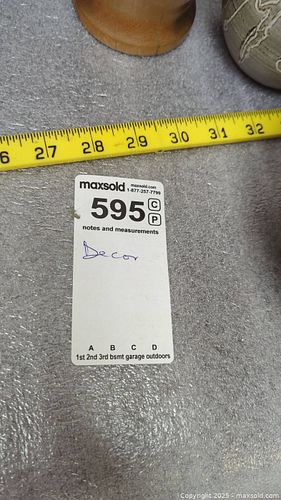 6 27 28 29 30 31 32
maxsold maxsold.com
1-877-257-7799
595 C
P
notes and measurements
Decor
A B C D
1st 2nd 3rd bsmt garage outdoors
Copyright 2025 - maxsold.com